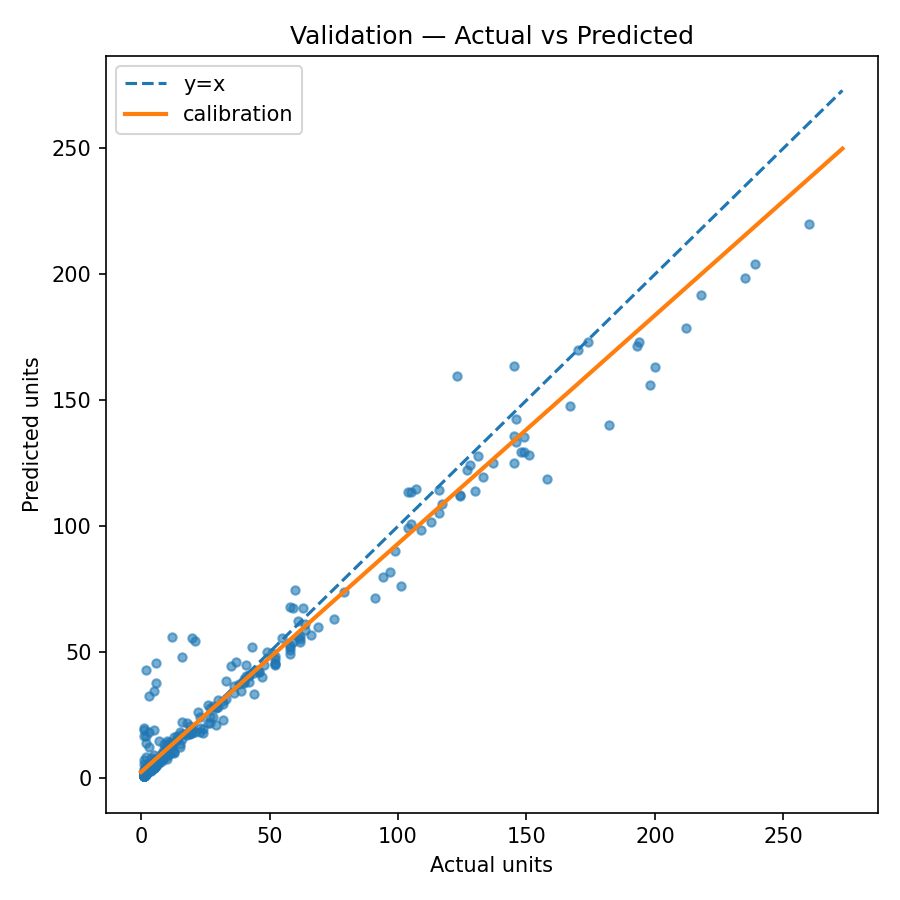 Validation — Actual vs Predicted
y=x
calibration
250
200
150
100
50
0
Predicted units
0 50 100 150 200 250
Actual units